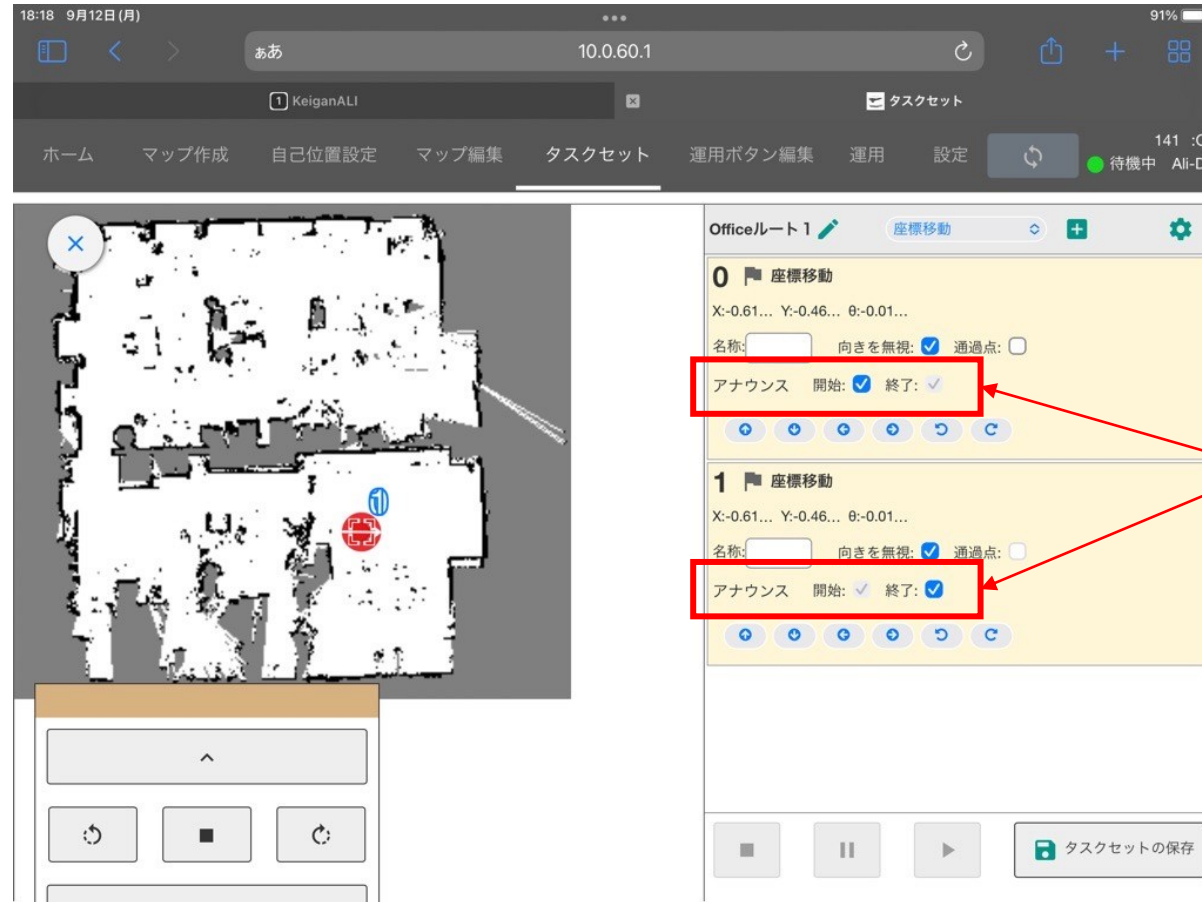 18:18 9月12日(月)
91%
ぁあ
10.0.60.1
1 KeiganALI
タスクセット
ホーム
マップ作成
自己位置設定
マップ編集
タスクセット
運用ボタン編集
運用
設定
141 :C
待機中 Ali-D
Officeルート 1
座標移動
0 座標移動
X:-0.61... Y:-0.46... θ:-0.01...
名称: 向きを無視: 通過点:
アナウンス 開始: 終了:
1 座標移動
X:-0.61... Y:-0.46... θ:-0.01...
名称: 向きを無視: 通過点:
アナウンス 開始: 終了:
タスクセットの保存